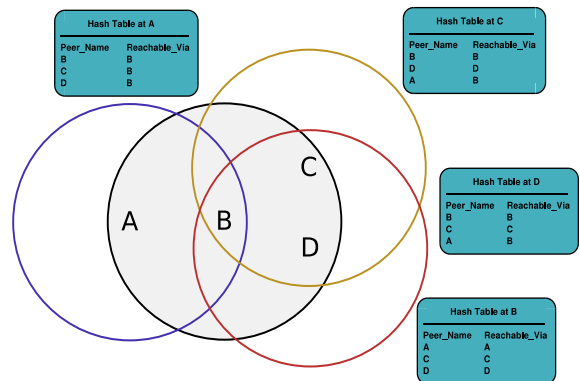 Hash Table at A
Peer_Name Reachable_Via
B B
C B
D B
Hash Table at C
Peer_Name Reachable_Via
B B
D D
A B
A
B
C
D
Hash Table at D
Peer_Name Reachable_Via
B B
C C
A B
Hash Table at B
Peer_Name Reachable_Via
A A
C C
D D